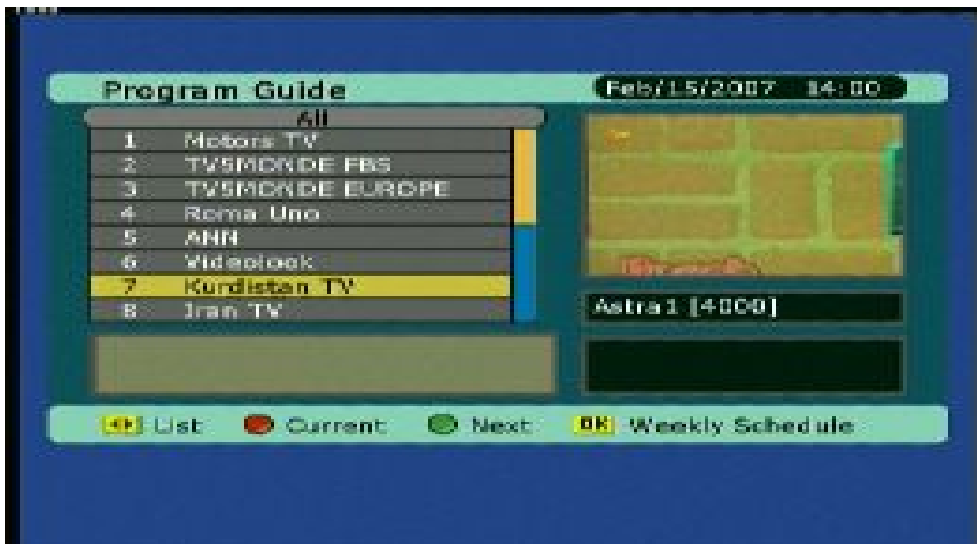 Program Guide
Feb/15/2007 14:00
All
1 Motors TV
2 TV5MONDE FBS
3 TV5MONDE EUROPE
4 Roma Uno
5 ANN
6 Videolook
7 Kurdistan TV
8 Iran TV
Astra1 [4000]
List Current Next OK Weekly Schedule